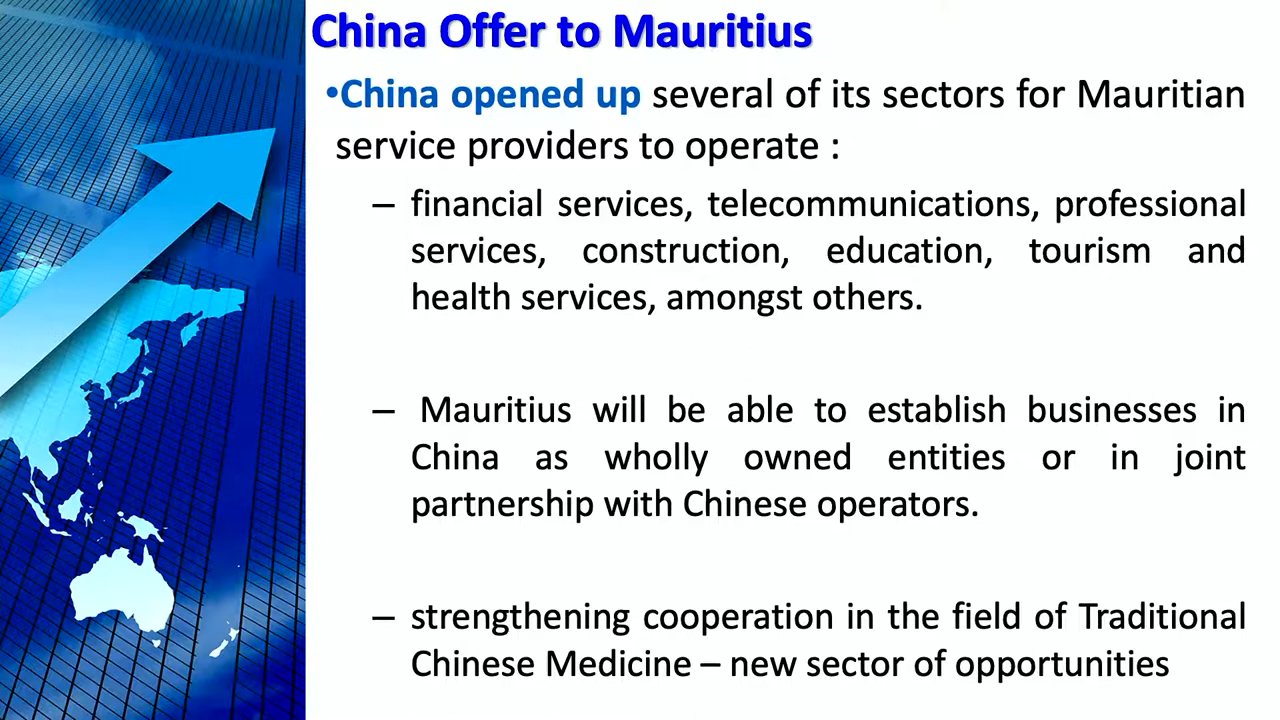 China Offer to Mauritius
•China opened up several of its sectors for Mauritian
service providers to operate :
– financial services, telecommunications, professional
services, construction, education, tourism and
health services, amongst others.
– Mauritius will be able to establish businesses in
China as wholly owned entities or in joint
partnership with Chinese operators.
– strengthening cooperation in the field of Traditional
Chinese Medicine – new sector of opportunities